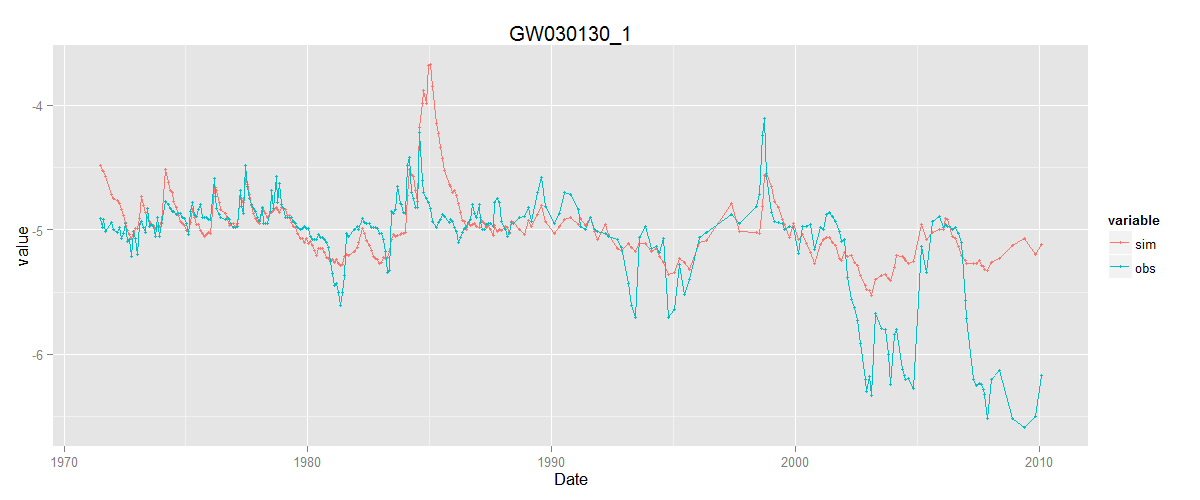 GW030130_1
value
-4
-5
-6
1970
1980
1990
2000
2010
Date
variable
sim
obs